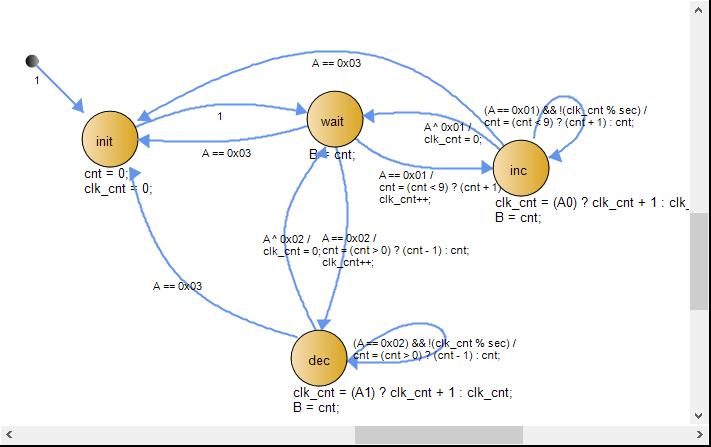 A == 0x03
1
1
(A == 0x01) && !(clk_cnt % sec) /
cnt = (cnt < 9) ? (cnt + 1) : cnt;
wait
A ^ 0x01 /
clk_cnt = 0;
init
A == 0x03
B = cnt;
inc
cnt = 0;
clk_cnt = 0;
A == 0x01 /
cnt = (cnt < 9) ? (cnt + 1)
clk_cnt++;
clk_cnt = (A0) ? clk_cnt + 1 : clk_
B = cnt;
A ^ 0x02 /
clk_cnt = 0;
A == 0x02 /
cnt = (cnt > 0) ? (cnt - 1) : cnt;
clk_cnt++;
A == 0x03
(A == 0x02) && !(clk_cnt % sec) /
cnt = (cnt > 0) ? (cnt - 1) : cnt;
dec
clk_cnt = (A1) ? clk_cnt + 1 : clk_cnt;
B = cnt;